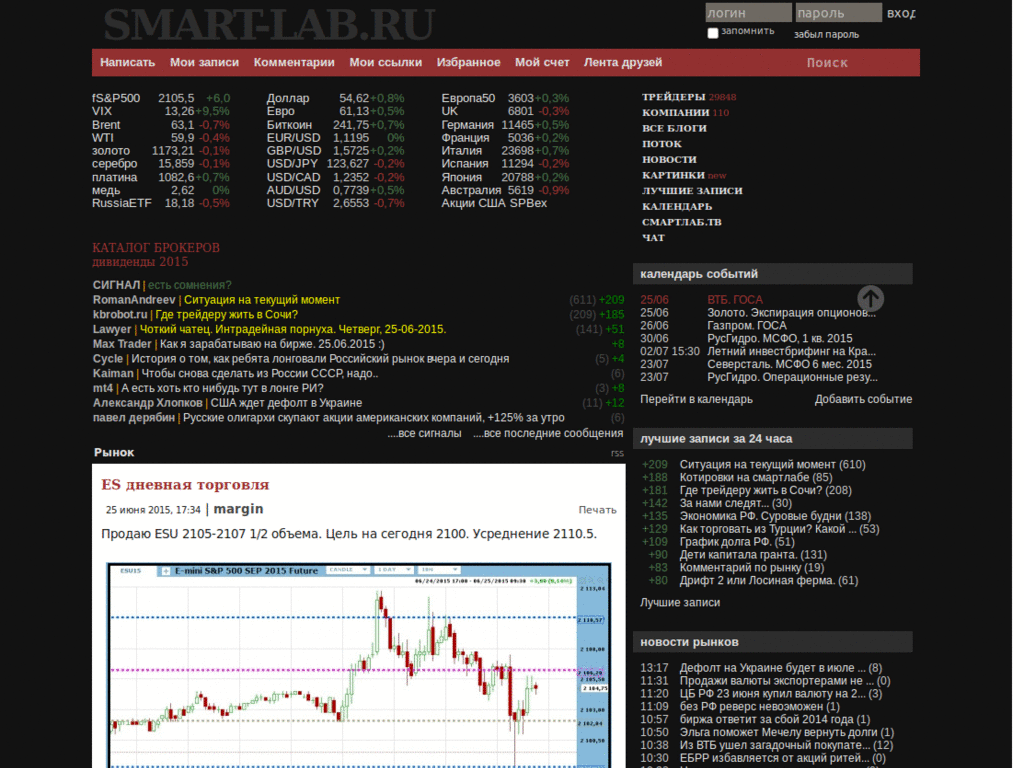 SMART-LAB.RU
логин пароль вход
запомнить забыл пароль
Написать Мои записи Комментарии Мои ссылки Избранное Мой счет Лента друзей Поиск
fS&P500 2105,5 +6,0 Доллар 54,62 +0,8% Европа50 3603 +0,3%
VIX 13,26 +9,5% Евро 61,13 +0,5% UK 6801 -0,3%
Brent 63,1 -0,7% Биткоин 241,75 +0,7% Германия 11465 +0,5%
WTI 59,9 -0,4% EUR/USD 1,1195 0% Франция 5036 +0,2%
золото 1173,21 -0,1% GBP/USD 1,5725 +0,2% Италия 23698 +0,7%
серебро 15,859 -0,1% USD/JPY 123,627 -0,2% Испания 11294 -0,2%
платина 1082,6 +0,7% USD/CAD 1,2352 -0,2% Япония 20788 +0,2%
медь 2,62 0% AUD/USD 0,7739 +0,5% Австралия 5619 -0,9%
RussiaETF 18,18 -0,5% USD/TRY 2,6553 -0,7% Акции США SPBex
ТРЕЙДЕРЫ 29848
КОМПАНИИ 110
ВСЕ БЛОГИ
ПОТОК
НОВОСТИ
КАРТИНКИ new
ЛУЧШИЕ ЗАПИСИ
КАЛЕНДАРЬ
СМАРТЛАБ.ТВ
ЧАТ
КАТАЛОГ БРОКЕРОВ
дивиденды 2015
СИГНАЛ | есть сомнения?
RomanAndreev | Ситуация на текущий момент (611) +209
kbrobot.ru | Где трейдеру жить в Сочи? (209) +185
Lawyer | Чоткий чатец. Интрадейная порнуха. Четверг, 25-06-2015. (141) +51
Max Trader | Как я зарабатываю на бирже. 25.06.2015 :) +8
Cycle | История о том, как ребята лонговали Российский рынок вчера и сегодня (5) +4
Kaiman | Чтобы снова сделать из России СССР, надо.. (6)
mt4 | А есть хоть кто нибудь тут в лонге РИ? (3) +8
Александр Хлопков | США ждет дефолт в Украине (11) +12
павел дерябин | Русские олигархи скупают акции американских компаний, +125% за утро (6)
....все сигналы ....все последние сообщения
Рынок rss
ES дневная торговля
25 июня 2015, 17:34 | margin Печать
Продаю ESU 2105-2107 1/2 объема. Цель на сегодня 2100. Усреднение 2110.5.
ESU15 E-mini S&P 500 SEP 2015 Future CANDLE 1 DAY 10M
06/24/2015 17:00 - 06/25/2015 09:30
календарь событий
25/06 ВТБ. ГОСА
25/06 Золото. Экспирация опционов...
26/06 Газпром. ГОСА
30/06 РусГидро. МСФО, 1 кв. 2015
02/07 15:30 Летний инвестбрифинг на Кра...
23/07 Северсталь. МСФО 6 мес. 2015
23/07 РусГидро. Операционные резу...
Перейти в календарь Добавить событие
лучшие записи за 24 часа
+209 Ситуация на текущий момент (610)
+188 Котировки на смартлабе (85)
+181 Где трейдеру жить в Сочи? (208)
+142 За нами следят... (30)
+135 Экономика РФ. Суровые будни (138)
+129 Как торговать из Турции? Какой ... (53)
+109 График долга РФ. (51)
+90 Дети капитала гранта. (131)
+83 Комментарий по рынку (19)
+80 Дрифт 2 или Лосиная ферма. (61)
Лучшие записи
новости рынков
13:17 Дефолт на Украине будет в июле ... (8)
11:31 Продажи валюты экспортерами не ... (0)
11:20 ЦБ РФ 23 июня купил валюту на 2... (3)
11:09 без РФ реверс невозможен (1)
10:57 биржа ответит за сбой 2014 года (1)
10:50 Эльга поможет Мечелу вернуть долги (1)
10:38 Из ВТБ ушел загадочный покупате... (12)
10:30 ЕБРР избавляется от акций ритей... (0)